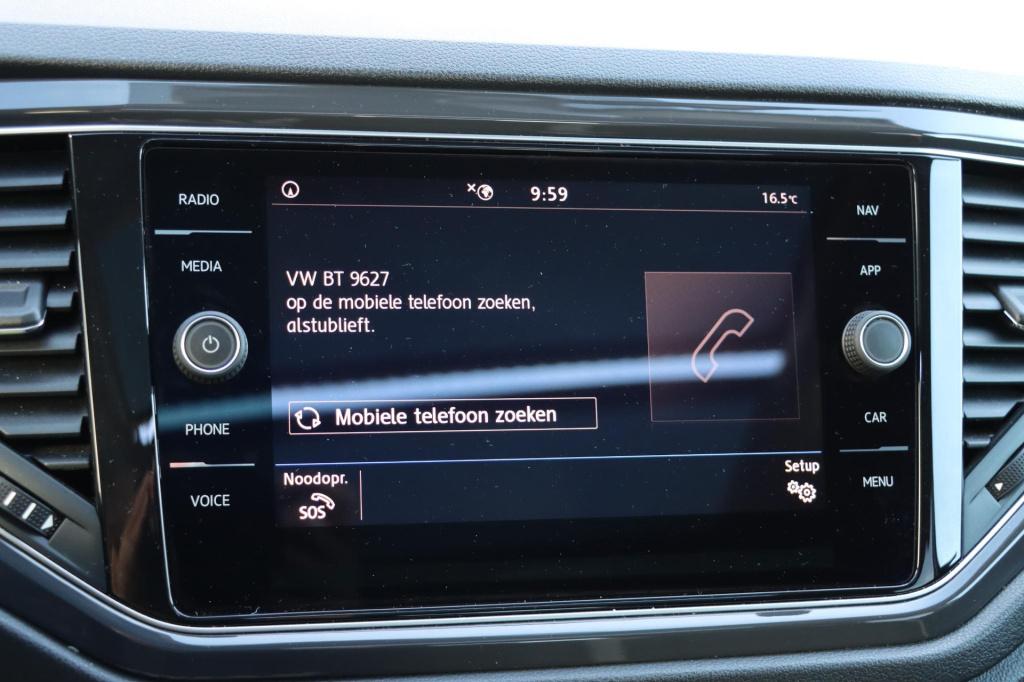 9:59
16.5°C
RADIO
MEDIA
PHONE
VOICE
VW BT 9627
op de mobiele telefoon zoeken,
alstublieft.
Mobiele telefoon zoeken
Noodopr.
SOS
Setup
NAV
APP
CAR
MENU